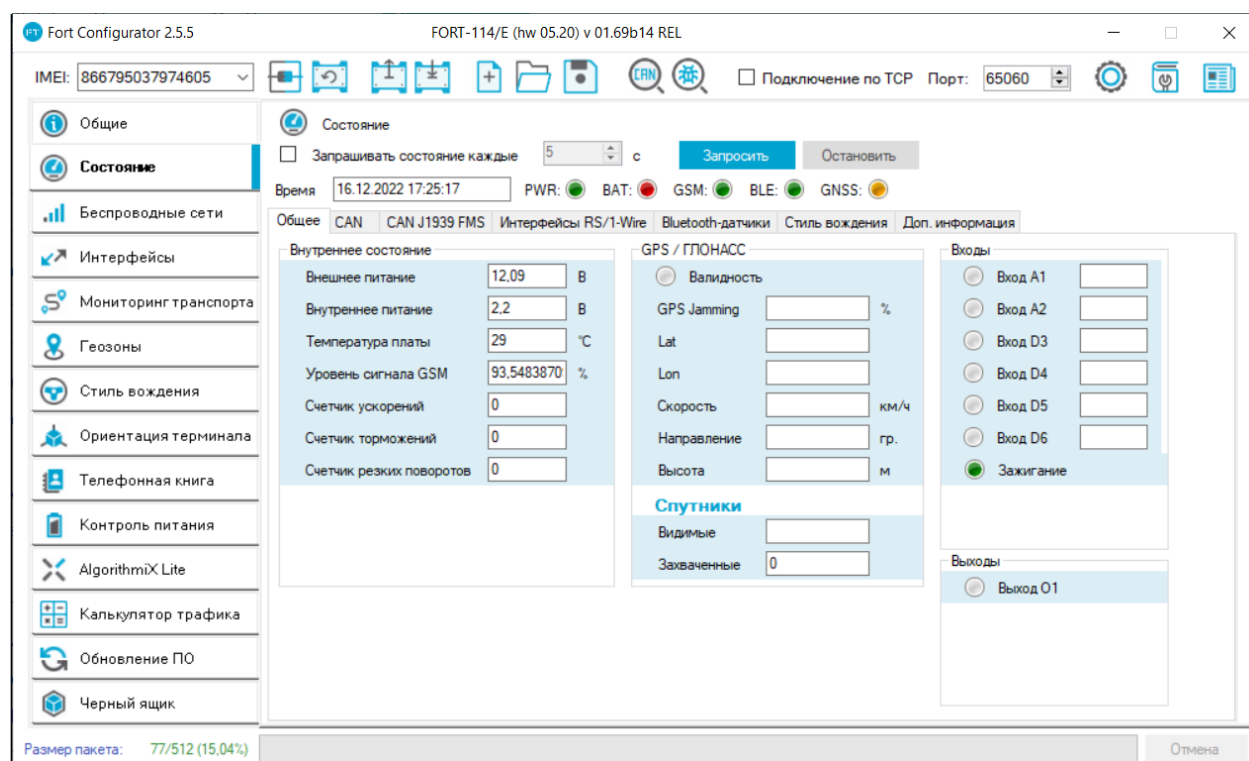 Fort Configurator 2.5.5 FORT-114/E (hw 05.20) v 01.69b14 REL
IMEI: 866795037974605 CAN Подключение по TCP Порт: 65060
Общие
Состояние
Беспроводные сети
Интерфейсы
Мониторинг транспорта
Геозоны
Стиль вождения
Ориентация терминала
Телефонная книга
Контроль питания
AlgorithmiX Lite
Калькулятор трафика
Обновление ПО
Черный ящик
Состояние
Запрашивать состояние каждые 5 с Запросить Остановить
Время 16.12.2022 17:25:17 PWR: BAT: GSM: BLE: GNSS:
Общее CAN CAN J1939 FMS Интерфейсы RS/1-Wire Bluetooth-датчики Стиль вождения Доп. информация
Внутреннее состояние
Внешнее питание 12,09 В
Внутреннее питание 2,2 В
Температура платы 29 °C
Уровень сигнала GSM 93,5483870 %
Счетчик ускорений 0
Счетчик торможений 0
Счетчик резких поворотов 0
GPS / ГЛОНАСС
Валидность
GPS Jamming %
Lat
Lon
Скорость км/ч
Направление гр.
Высота м
Спутники
Видимые
Захваченные 0
Входы
Вход A1
Вход A2
Вход D3
Вход D4
Вход D5
Вход D6
Зажигание
Выходы
Выход O1
Размер пакета: 77/512 (15,04%) Отмена